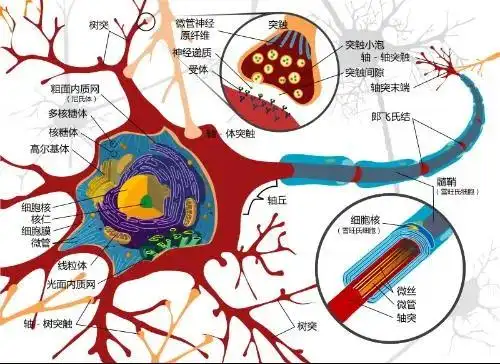 树突
微管神经
原纤维
突触
神经递质
受体
突触小泡
轴-轴突触
突触间隙
轴突末端
粗面内质网
(尼氏体)
多核糖体
核糖体
高尔基体
轴-体突触
郎飞氏结
细胞核
核仁
细胞膜
微管
线粒体
光面内质网
轴-树突触
轴丘
髓鞘
(雪旺氏细胞)
细胞核
(雪旺氏细胞)
微丝
微管
轴突
树突